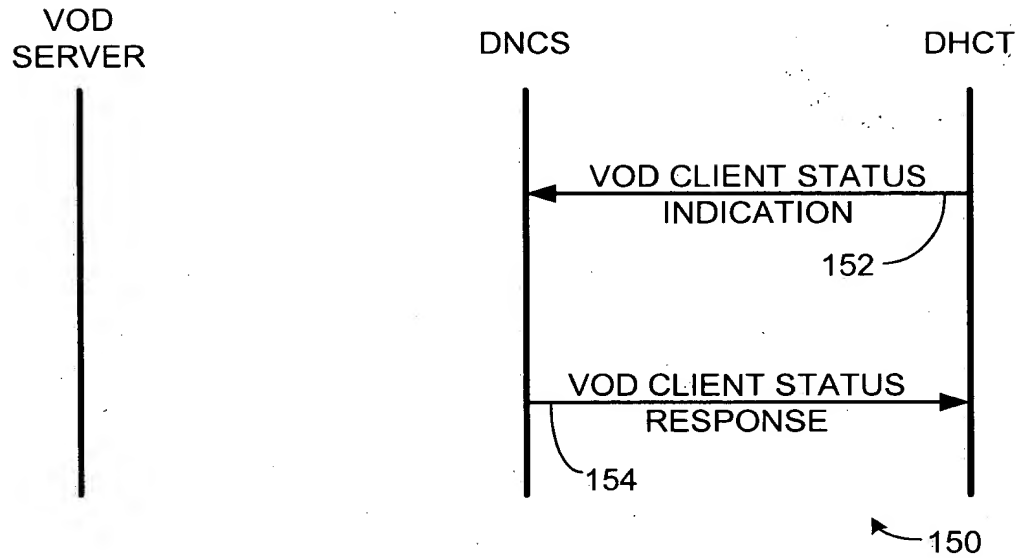 VOD
SERVER
DNCS
DHCT
VOD CLIENT STATUS
INDICATION
152
VOD CLIENT STATUS
RESPONSE
154
150